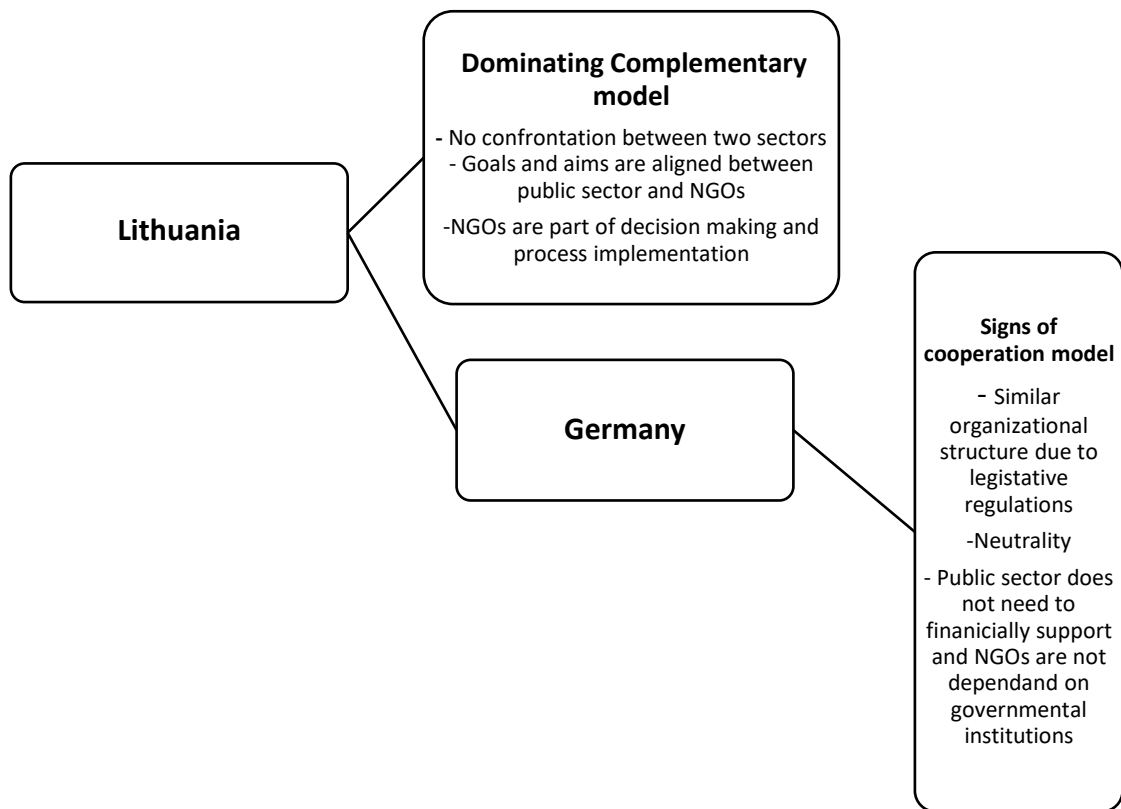 Lithuania
Dominating Complementary
model
- No confrontation between two sectors
- Goals and aims are aligned between
public sector and NGOs
-NGOs are part of decision making and
process implementation
Germany
Signs of
cooperation model
- Similar
organizational
structure due to
legistative
regulations
-Neutrality
- Public sector does
not need to
finanicially support
and NGOs are not
dependand on
governmental
institutions